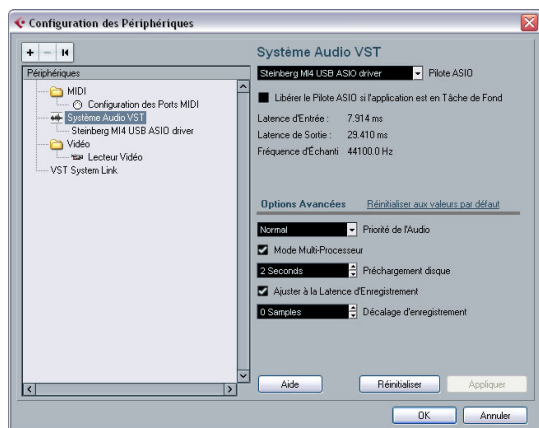 Configuration des Périphériques
Périphériques
MIDI
Configuration des Ports MIDI
Système Audio VST
Steinberg MI4 USB ASIO driver
Vidéo
Lecteur Vidéo
VST System Link
Système Audio VST
Steinberg MI4 USB ASIO driver Pilote ASIO
Libérer le Pilote ASIO si l'application est en Tâche de Fond
Latence d'Entrée : 7.914 ms
Latence de Sortie : 29.410 ms
Fréquence d'Échanti 44100.0 Hz
Options Avancées Réinitialiser aux valeurs par défaut
Normal Priorité de l'Audio
Mode Multi-Processeur
2 Seconds Préchargement disque
Ajuster à la Latence d'Enregistrement
0 Samples Décalage d'enregistrement
Aide Réinitialiser Appliquer
OK Annuler